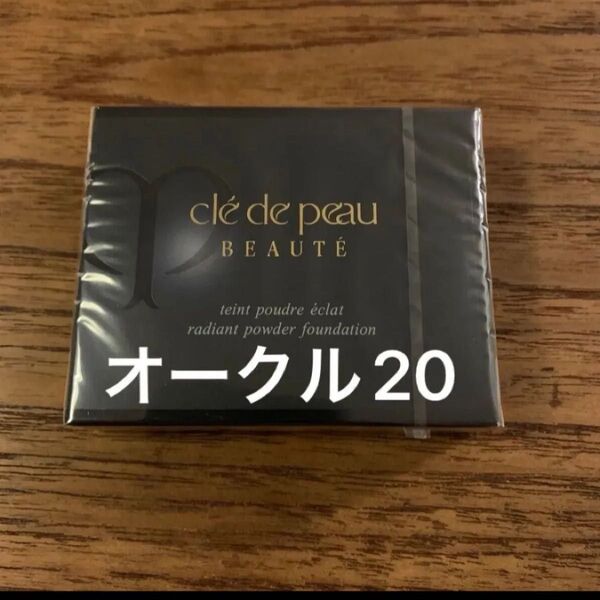 clé de peau
BEAUTÉ
teint poudre éclat
radiant powder foundation
オークル20